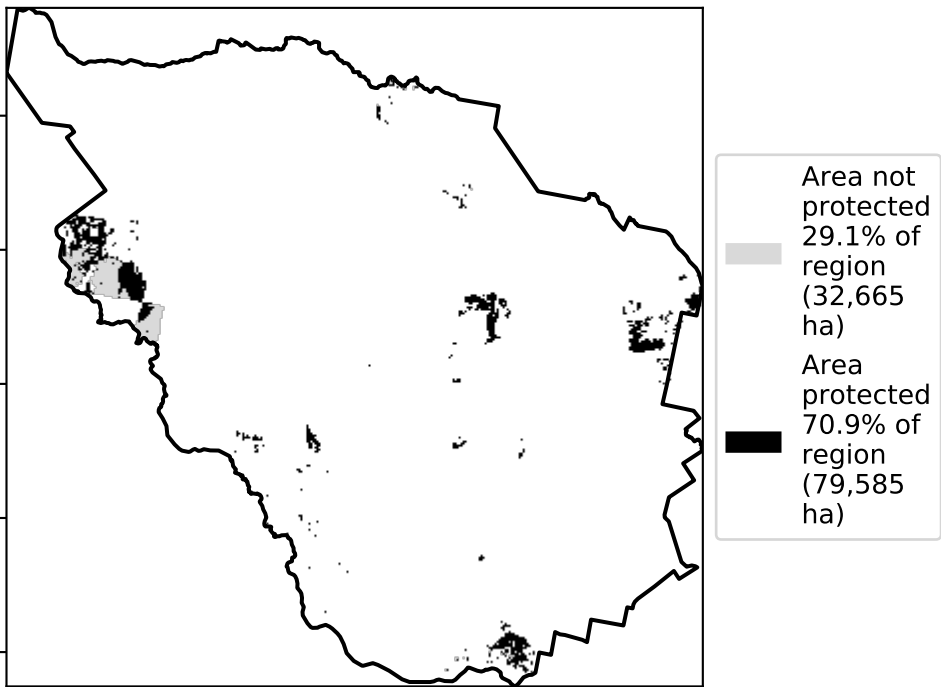 Area not
protected
29.1% of
region
(32,665
ha)
Area
protected
70.9% of
region
(79,585
ha)